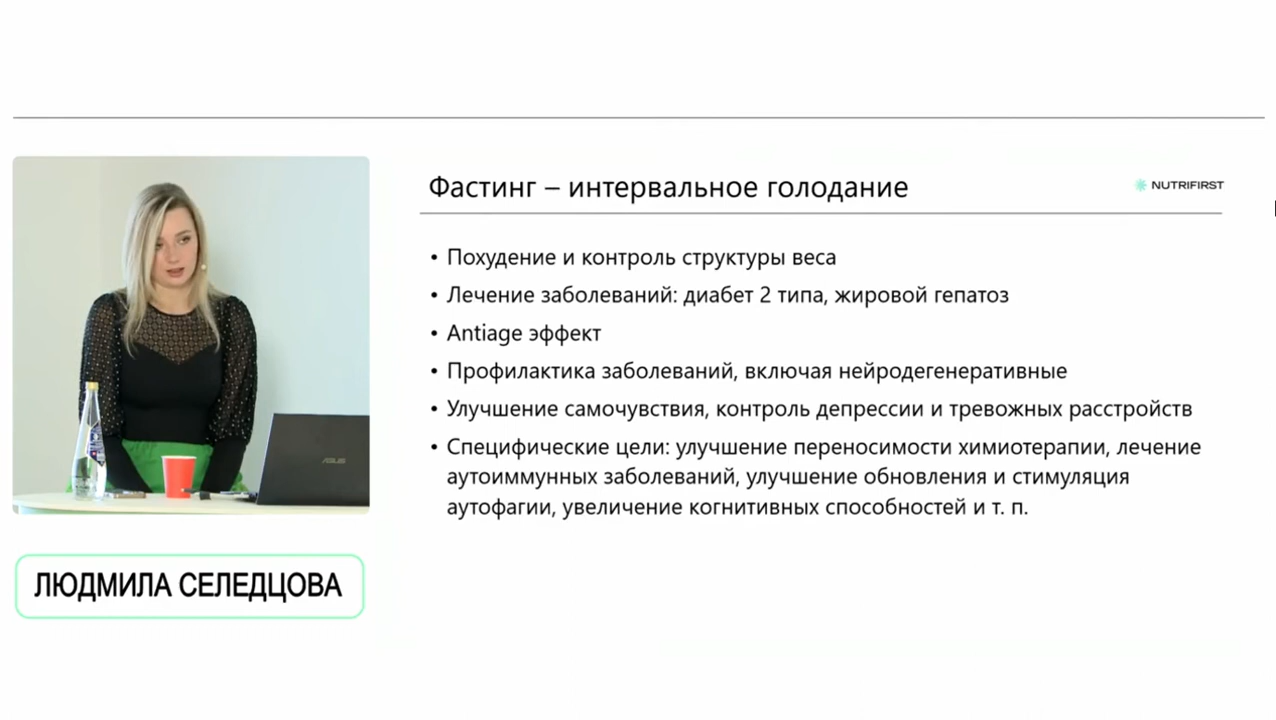 Фастинг – интервальное голодание
NUTRIFIRST
• Похудение и контроль структуры веса
• Лечение заболеваний: диабет 2 типа, жировой гепатоз
• Antiage эффект
• Профилактика заболеваний, включая нейродегенеративные
• Улучшение самочувствия, контроль депрессии и тревожных расстройств
• Специфические цели: улучшение переносимости химиотерапии, лечение
аутоиммунных заболеваний, улучшение обновления и стимуляция
аутофагии, увеличение когнитивных способностей и т. п.
ASUS
ЛЮДМИЛА СЕЛЕДЦОВА